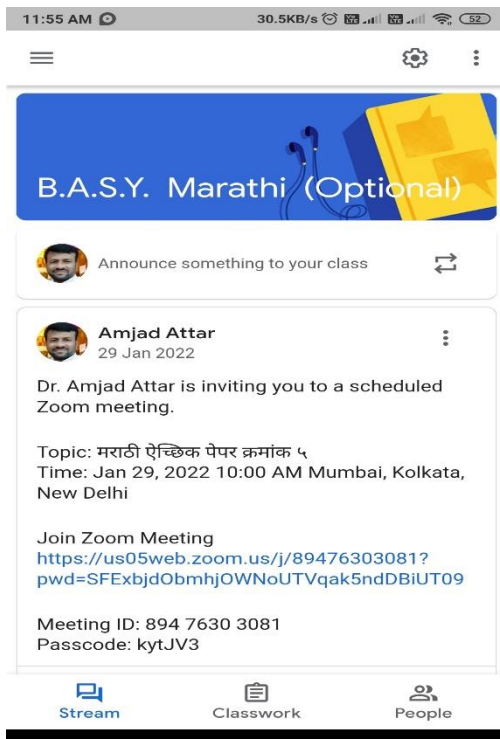 11:55 AM
30.5KB/s
52
B.A.S.Y. Marathi (Optional)
Announce something to your class
Amjad Attar
29 Jan 2022
Dr. Amjad Attar is inviting you to a scheduled
Zoom meeting.
Topic: मराठी ऐच्छिक पेपर क्रमांक ५
Time: Jan 29, 2022 10:00 AM Mumbai, Kolkata,
New Delhi
Join Zoom Meeting
https://us05web.zoom.us/j/89476303081?
pwd=SFExbjdObmhjOWNoUTVqak5ndDBiUT09
Meeting ID: 894 7630 3081
Passcode: kytJV3
Stream
Classwork
People